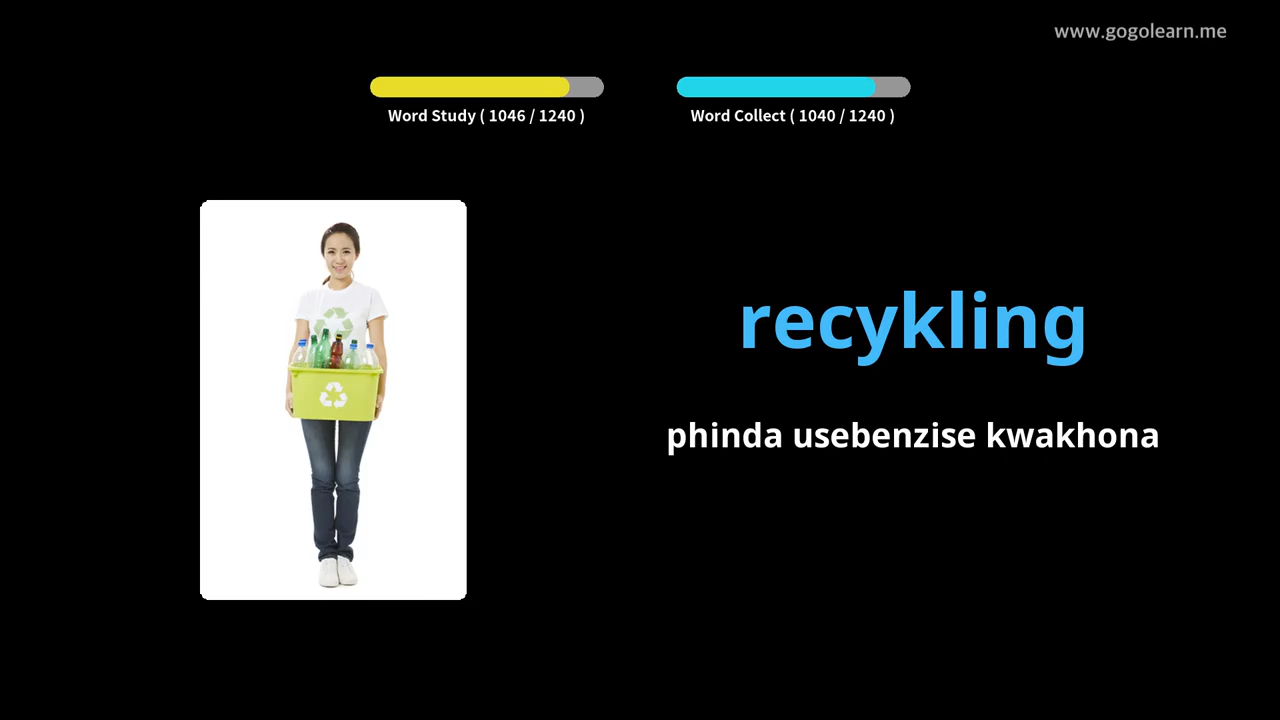 www.gogolearn.me
Word Study ( 1046 / 1240 )
Word Collect ( 1040 / 1240 )
recykling
phinda usebenzise kwakhona